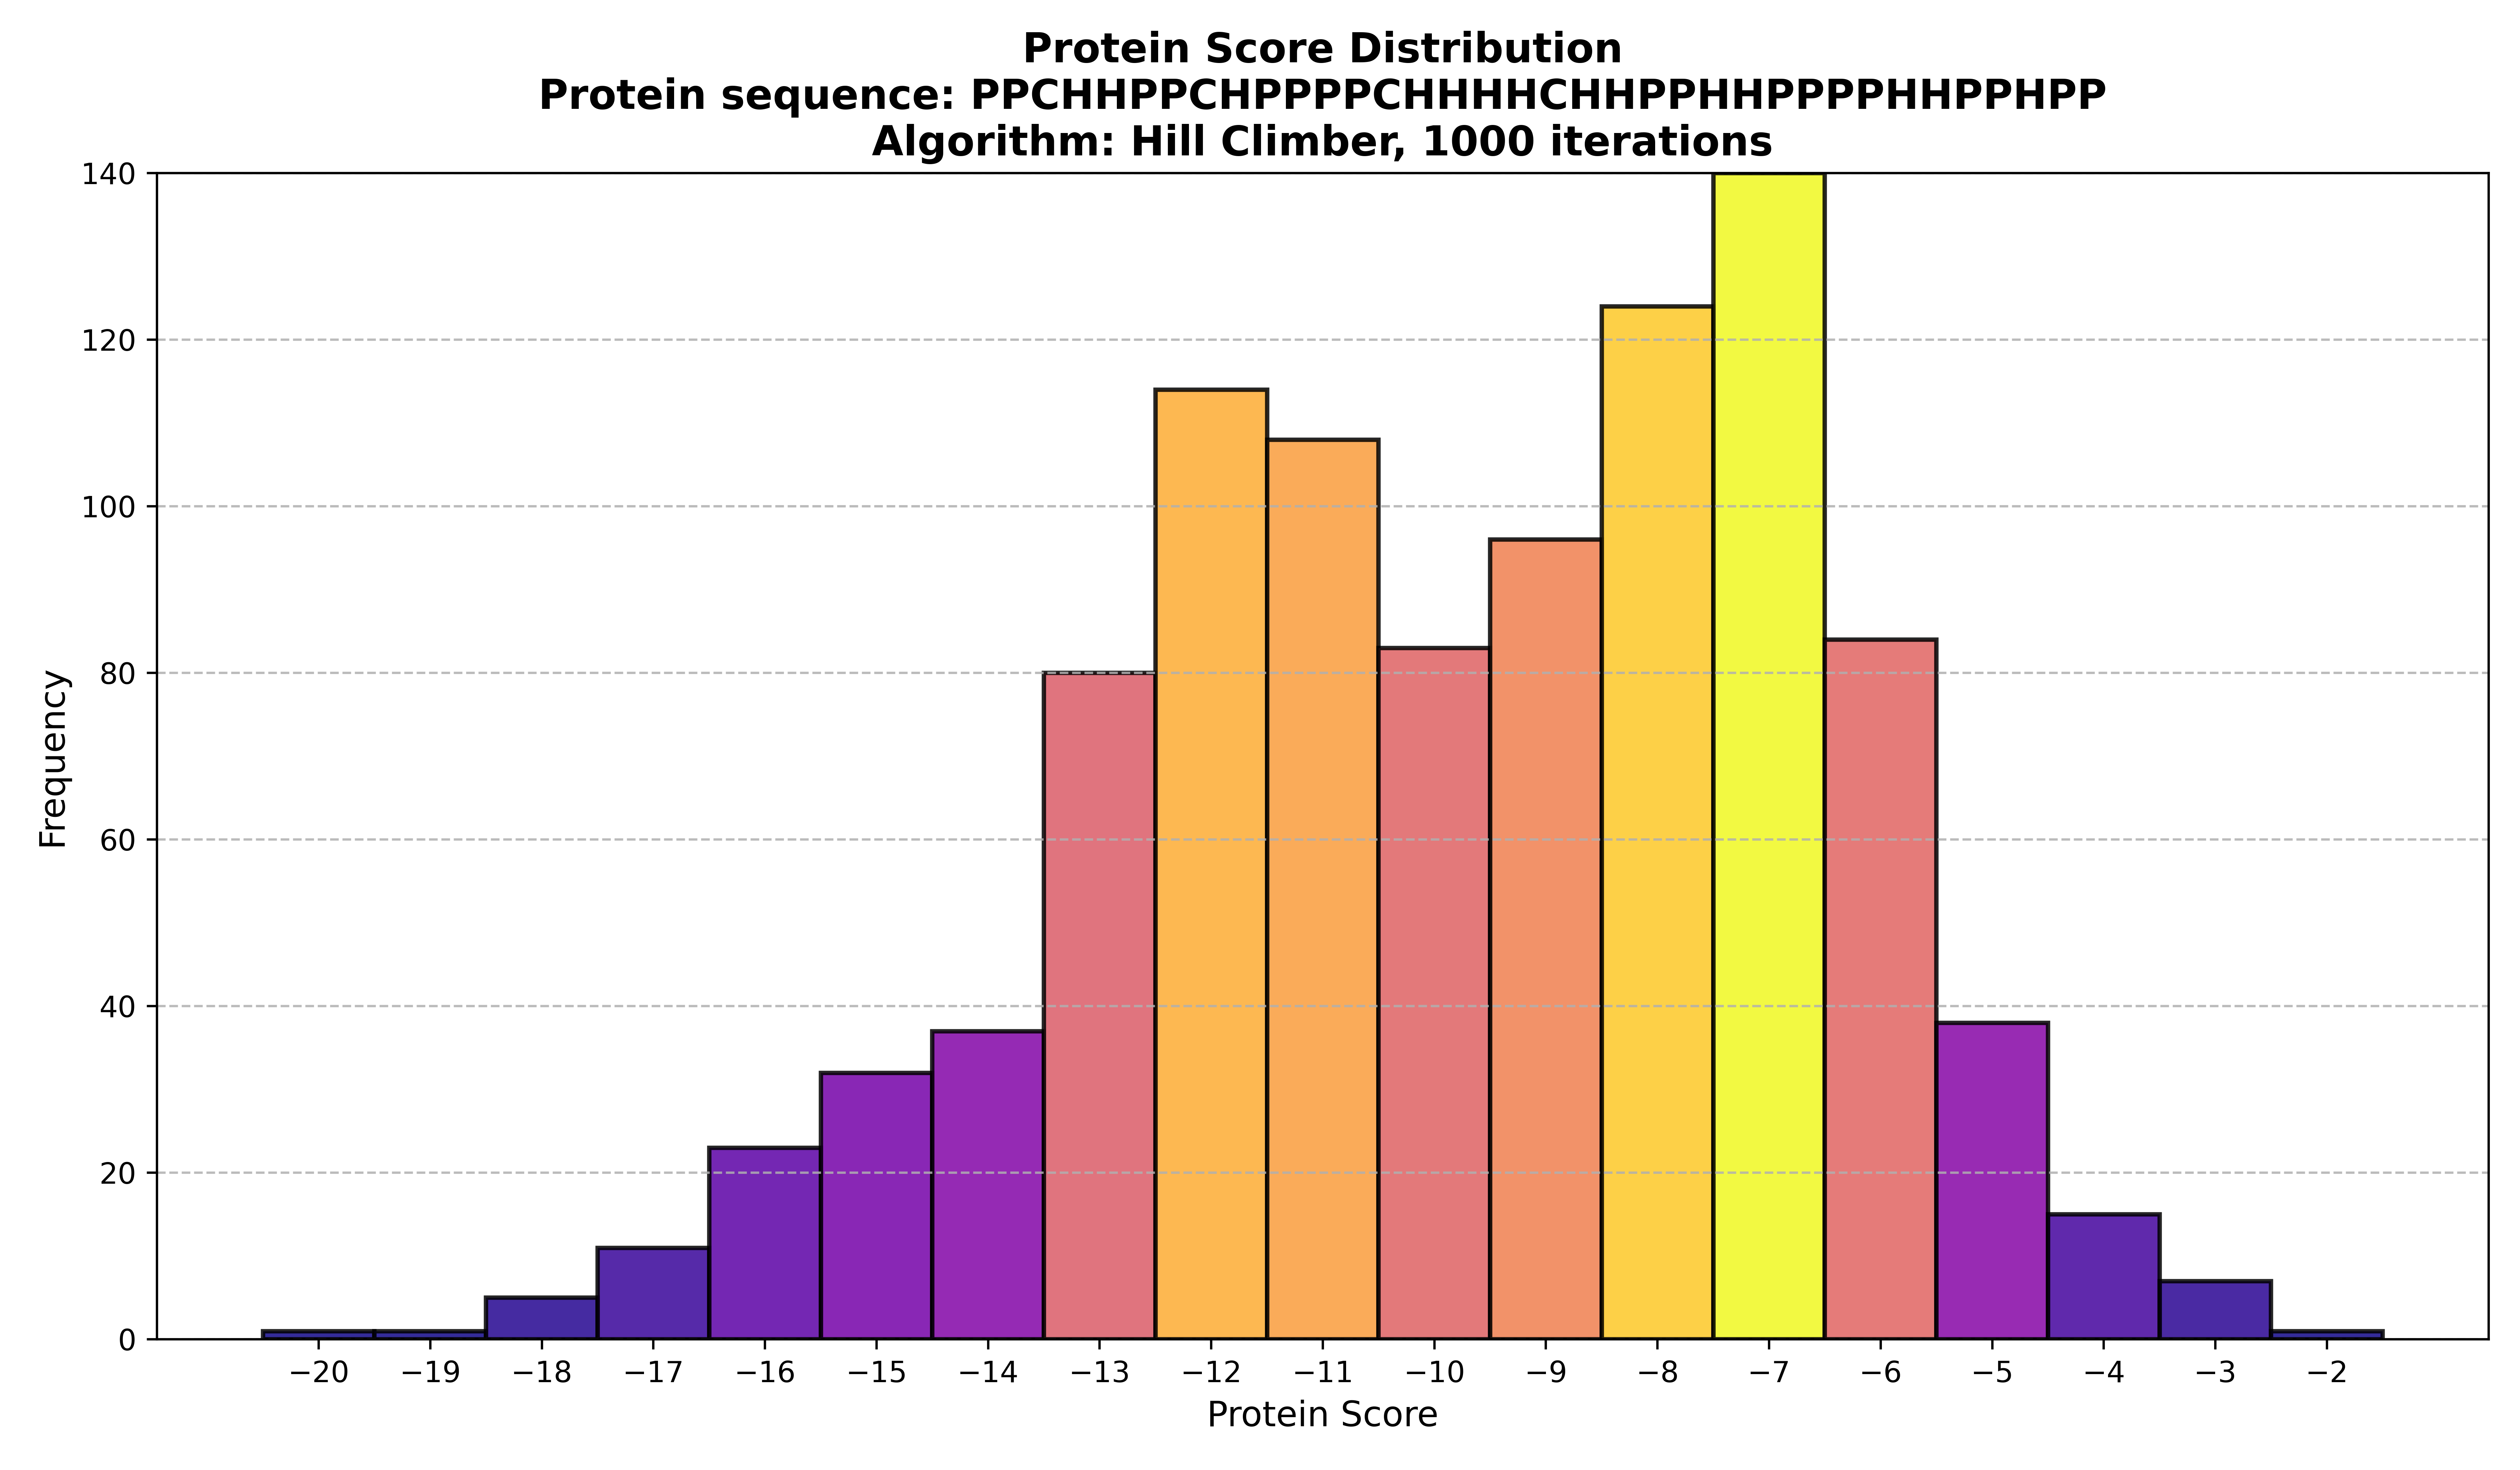 Protein Score Distribution
Protein sequence: PPCHHPPCHPPPPCHHHHCHHPPHHPPPPHHPPHPP
Algorithm: Hill Climber, 1000 iterations
140
120
100
80
60
40
20
0
Frequency
−20 −19 −18 −17 −16 −15 −14 −13 −12 −11 −10 −9 −8 −7 −6 −5 −4 −3 −2
Protein Score